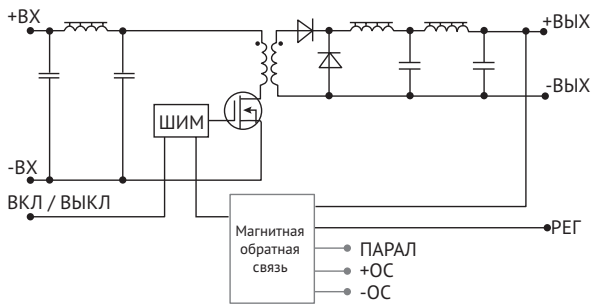 +ВХ
+ВЫХ
-ВЫХ
ШИМ
-ВХ
ВКЛ / ВЫКЛ
Магнитная
обратная
связь
РЕГ
ПАРАЛ
+ОС
-ОС